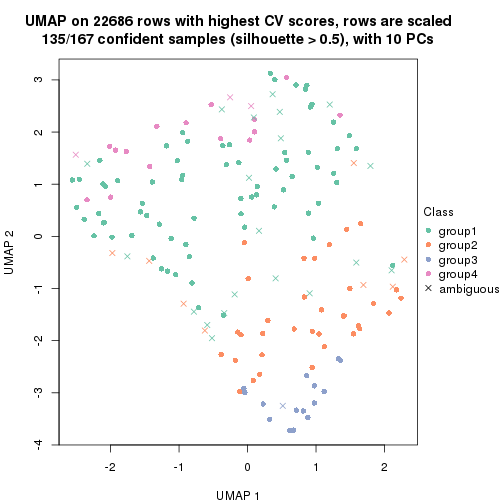 UMAP on 22686 rows with highest CV scores, rows are scaled
135/167 confident samples (silhouette > 0.5), with 10 PCs
3
2
1
0
-1
-2
-3
-4
UMAP 2
-2
-1
0
1
2
UMAP 1
Class
group1
group2
group3
group4
ambiguous